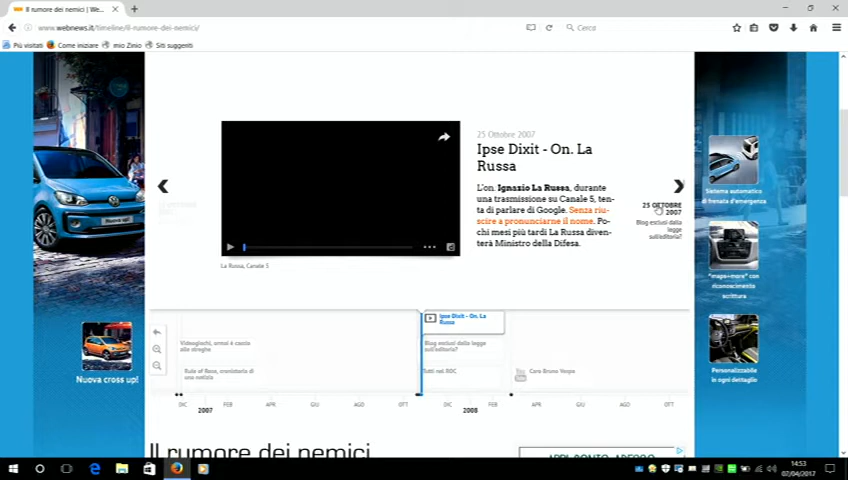 Il rumore dei nemici | We...
www.webnews.it/timeline/il-rumore-dei-nemici/
Cerca
Più visitati
Come iniziare
mio Zinio
Siti suggeriti
25 Ottobre 2007
Ipse Dixit - On. La
Russa
L'on. Ignazio La Russa, durante
una trasmissione su Canale 5, ten-
ta di parlare di Google. Senza riu-
scire a pronunciarne il nome. Po-
chi mesi più tardi La Russa diven-
terà Ministro della Difesa.
La Russa, Canale 5
25 OTTOBRE
2007
Blog esclusi dalla
legge
sull'editoria?
Nuovo up!
Sistema automatico
di frenata d'emergenza
"maps+more" con
riconoscimento
scrittura
Personalizzabile
in ogni dettaglio
Nuova cross up!
Ipse Dixit - On. La
Russa
Videogiochi, ormai è caccia
alle streghe
Blog esclusi dalla legge
sull'editoria?
Rule of Rose, cronistoria di
una notizia
Tutti nel ROC
Caro Bruno Vespa
DIC
2007
FEB
APR
GIU
AGO
OTT
DIC
2008
FEB
APR
GIU
AGO
OTT
Il rumore dei nemici
APRI CONTO ADESSO
14:53
07/04/2017